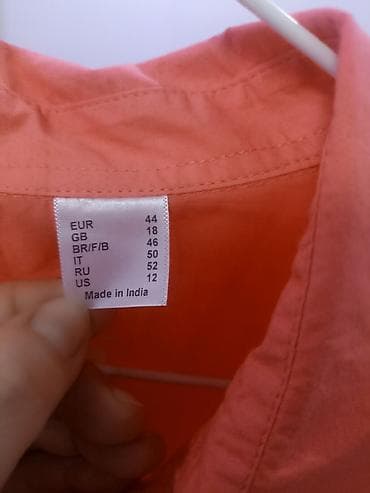 EUR 44
GB 18
BR/F/B 46
IT 50
RU 52
US 12
Made in India